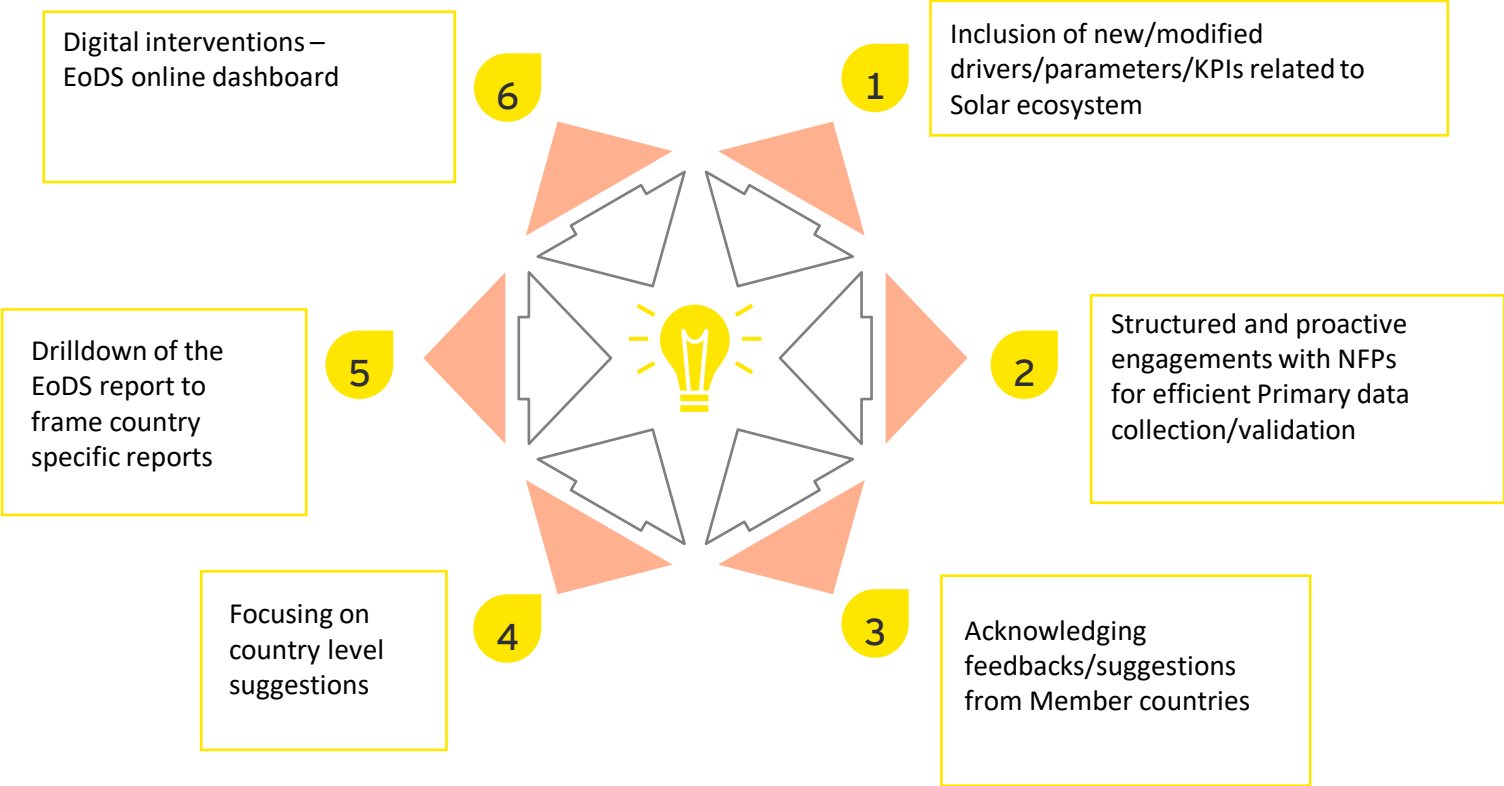 1
Inclusion of new/modified
drivers/parameters/KPIs related to
Solar ecosystem
2
Structured and proactive
engagements with NFPs
for efficient Primary data
collection/validation
3
Acknowledging
feedbacks/suggestions
from Member countries
4
Focusing on
country level
suggestions
5
Drilldown of the
EoDS report to
frame country
specific reports
6
Digital interventions –
EoDS online dashboard